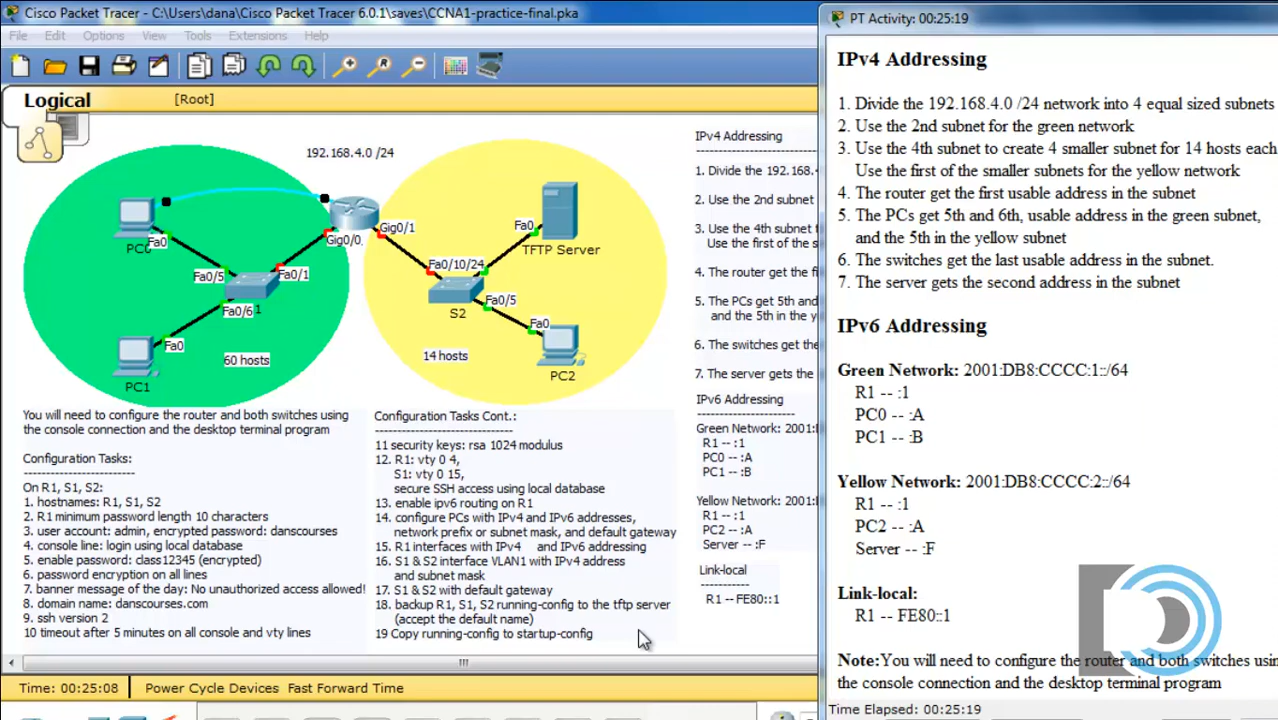 Cisco Packet Tracer - C:\Users\dana\Cisco Packet Tracer 6.0.1\saves\CCNA1-practice-final.pka
File Edit Options View Tools Extensions Help
Logical
[Root]
192.168.4.0 /24
PC0
Fa0
Gig0/0
Gig0/1
Fa0
TFTP Server
Fa0/5
Fa0/1
Fa0/10/24
Fa0/6
1
S2
Fa0/5
Fa0
Fa0
60 hosts
14 hosts
PC1
PC2
You will need to configure the router and both switches using
the console connection and the desktop terminal program
Configuration Tasks:
-----------------------
On R1, S1, S2:
1. hostnames: R1, S1, S2
2. R1 minimum password length 10 characters
3. user account: admin, encrypted password: danscourses
4. console line: login using local database
5. enable password: class12345 (encrypted)
6. password encryption on all lines
7. banner message of the day: No unauthorized access allowed!
8. domain name: danscourses.com
9. ssh version 2
10 timeout after 5 minutes on all console and vty lines
Configuration Tasks Cont.:
-----------------------------
11 security keys: rsa 1024 modulus
12. R1: vty 0 4,
S1: vty 0 15,
secure SSH access using local database
13. enable ipv6 routing on R1
14. configure PCs with IPv4 and IPv6 addresses,
network prefix or subnet mask, and default gateway
15. R1 interfaces with IPv4 and IPv6 addressing
16. S1 & S2 interface VLAN1 with IPv4 address
and subnet mask
17. S1 & S2 with default gateway
18. backup R1, S1, S2 running-config to the tftp server
(accept the default name)
19 Copy running-config to startup-config
IPv4 Addressing
1. Divide the 192.168.
2. Use the 2nd subnet
3. Use the 4th subnet
Use the first of the s
4. The router get the fi
5. The PCs get 5th and
and the 5th in the y
6. The switches get the
7. The server gets the
IPv6 Addressing
-----------------------
Green Network: 2001:
R1 -- :1
PC0 -- :A
PC1 -- :B
Yellow Network: 2001:
R1 -- :1
PC2 -- :A
Server -- :F
Link-local
-----------
R1 -- FE80::1
Time: 00:25:08 Power Cycle Devices Fast Forward Time
PT Activity: 00:25:19
IPv4 Addressing
1. Divide the 192.168.4.0 /24 network into 4 equal sized subnets
2. Use the 2nd subnet for the green network
3. Use the 4th subnet to create 4 smaller subnet for 14 hosts each
Use the first of the smaller subnets for the yellow network
4. The router get the first usable address in the subnet
5. The PCs get 5th and 6th, usable address in the green subnet,
and the 5th in the yellow subnet
6. The switches get the last usable address in the subnet.
7. The server gets the second address in the subnet
IPv6 Addressing
Green Network: 2001:DB8:CCCC:1::/64
R1 -- :1
PC0 -- :A
PC1 -- :B
Yellow Network: 2001:DB8:CCCC:2::/64
R1 -- :1
PC2 -- :A
Server -- :F
Link-local:
R1 -- FE80::1
Note:You will need to configure the router and both switches usin
the console connection and the desktop terminal program
Time Elapsed: 00:25:19